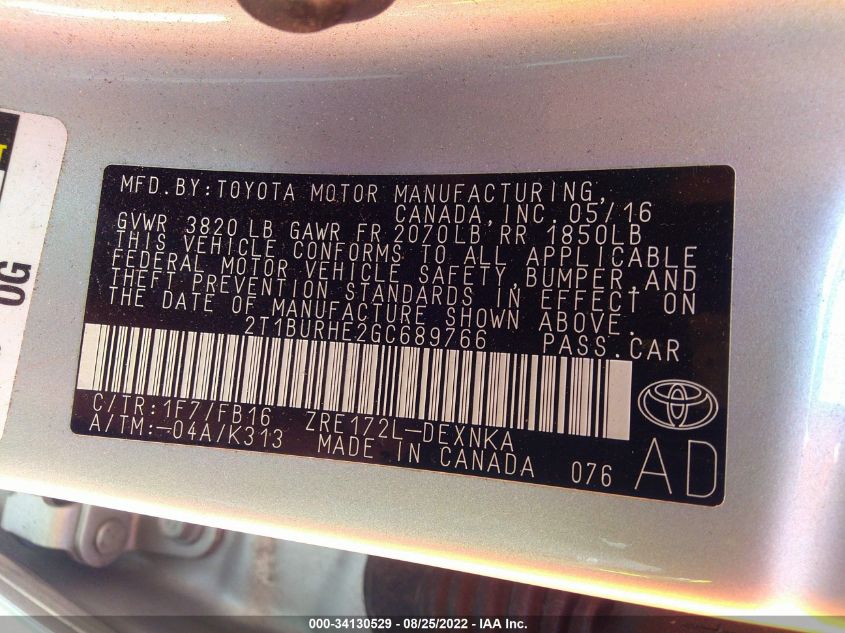 MFD.BY:TOYOTA MOTOR MANUFACTURING,
CANADA,INC. 05/16
GVWR 3820 LB GAWR FR 2070LB RR 1850LB
THIS VEHICLE CONFORMS TO ALL APPLICABLE
FEDERAL MOTOR VEHICLE SAFETY,BUMPER,AND
THEFT PREVENTION STANDARDS IN EFFECT ON
THE DATE OF MANUFACTURE SHOWN ABOVE.
2T1BURHE2GC689766 PASS.CAR
C/TR:1F7/FB16 ZRE172L-DEXNKA
A/TM:-04A/K313 MADE IN CANADA 076
AD
OG
000-34130529 - 08/25/2022 - IAA Inc.